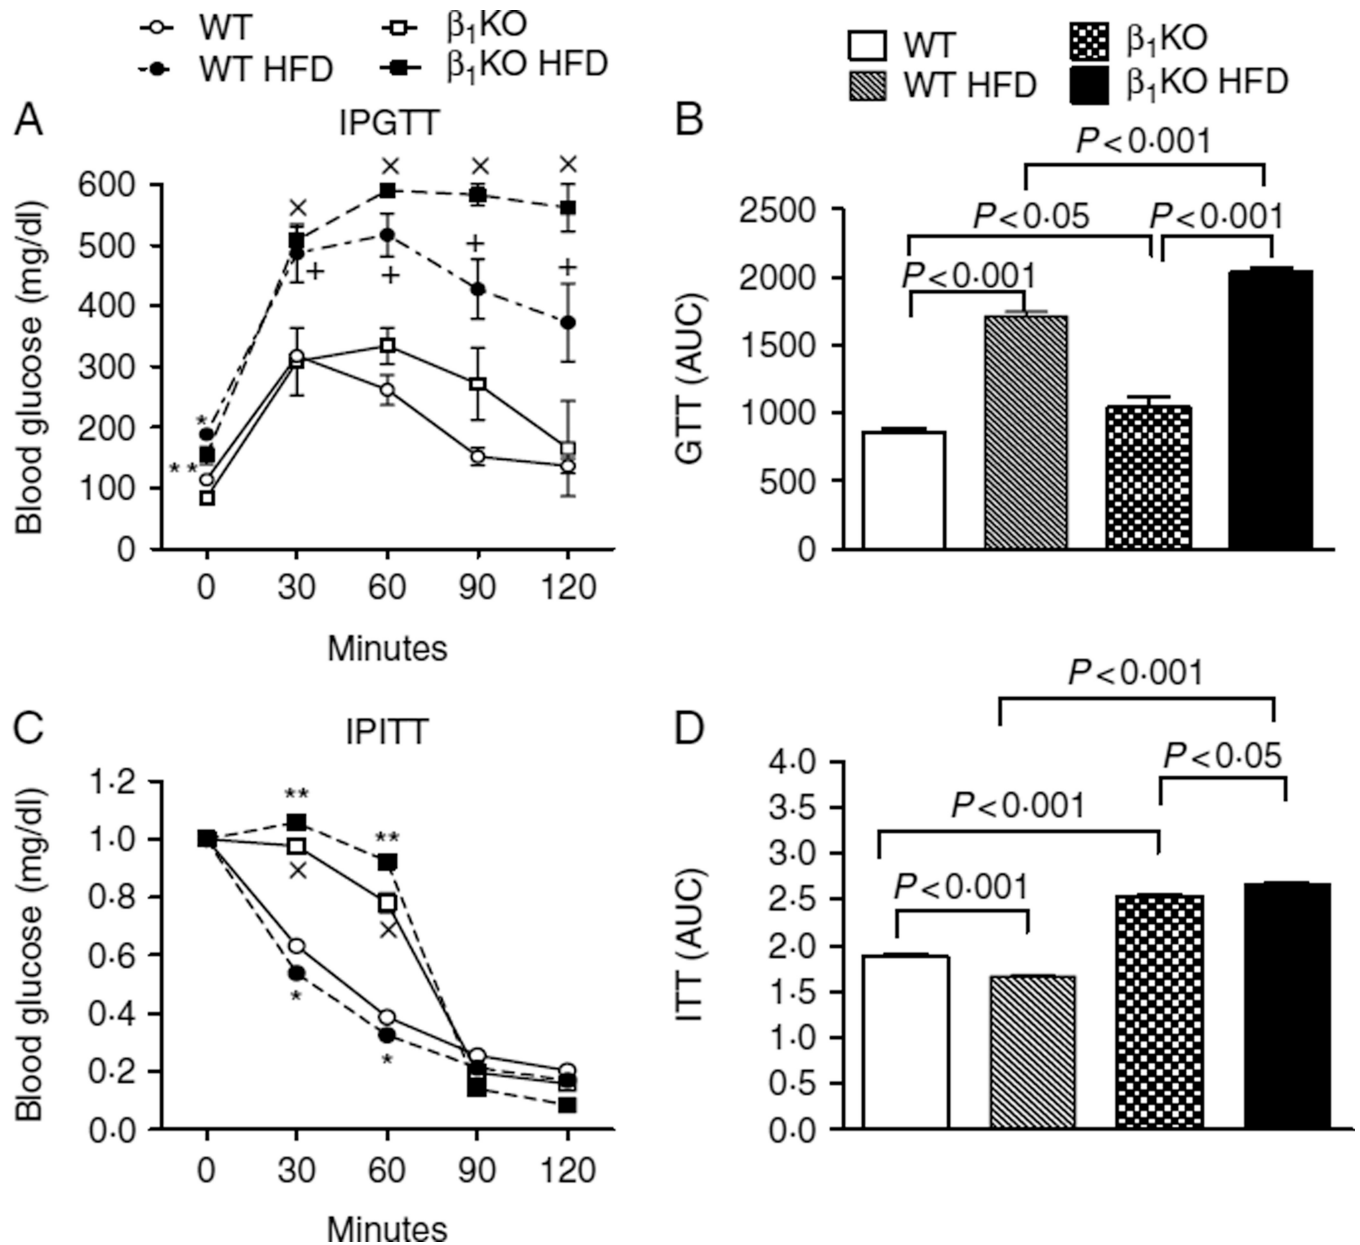 WT
β₁KO
WT HFD
β₁KO HFD
WT
β₁KO
WT HFD
β₁KO HFD
A
IPGTT
Blood glucose (mg/dl)
600
500
400
300
200
100
0
×
×
×
×
+
+
+
+
*
**
0 30 60 90 120
Minutes
B
P<0·001
P<0·05
P<0·001
P<0·001
GTT (AUC)
2500
2000
1500
1000
500
0
C
IPITT
Blood glucose (mg/dl)
1·2
1·0
0·8
0·6
0·4
0·2
0·0
**
**
×
×
*
*
0 30 60 90 120
Minutes
D
P<0·001
P<0·05
P<0·001
P<0·001
ITT (AUC)
4·0
3·5
3·0
2·5
2·0
1·5
1·0
0·5
0·0